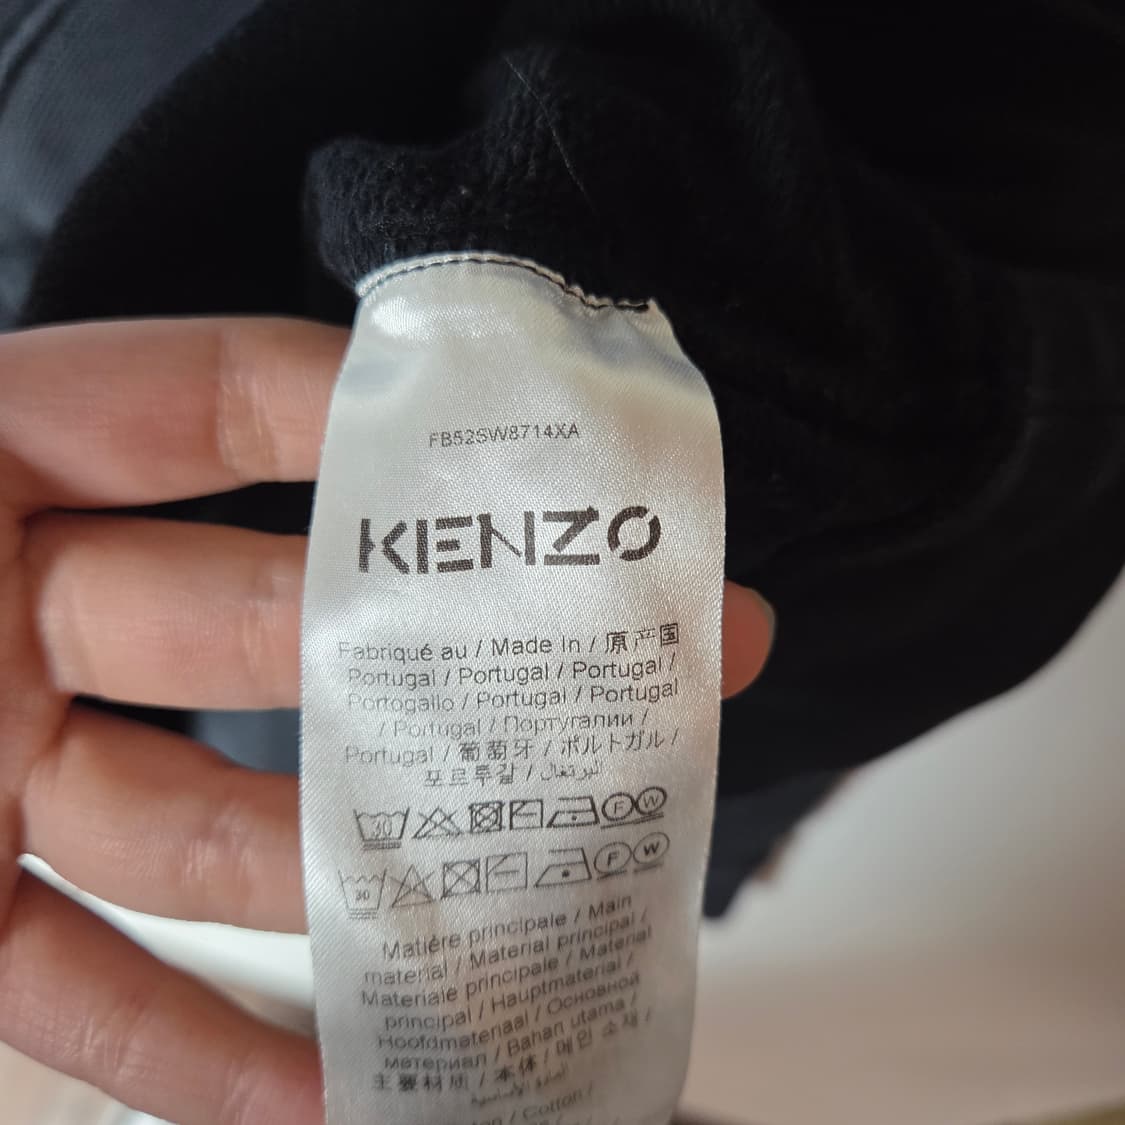 FB52SW8714XA
KENZO
Fabriqué au / Made In / 原产国
Portugal / Portugal / Portugal /
Portogallo / Portugal / Portugal
/ Portugal / Португалии /
Portugal / 葡萄牙 / ポルトガル /
포르투갈 / البرتغال
30 F W
30 F W
Matière principale / Main
material / Material principal /
Materiale principale / Material
principal / Hauptmaterial /
Hoofdmateriaal / Основной
материал / Bahan utama /
主要材质 / 本体 / 메인 소재 /
/ Cotton /